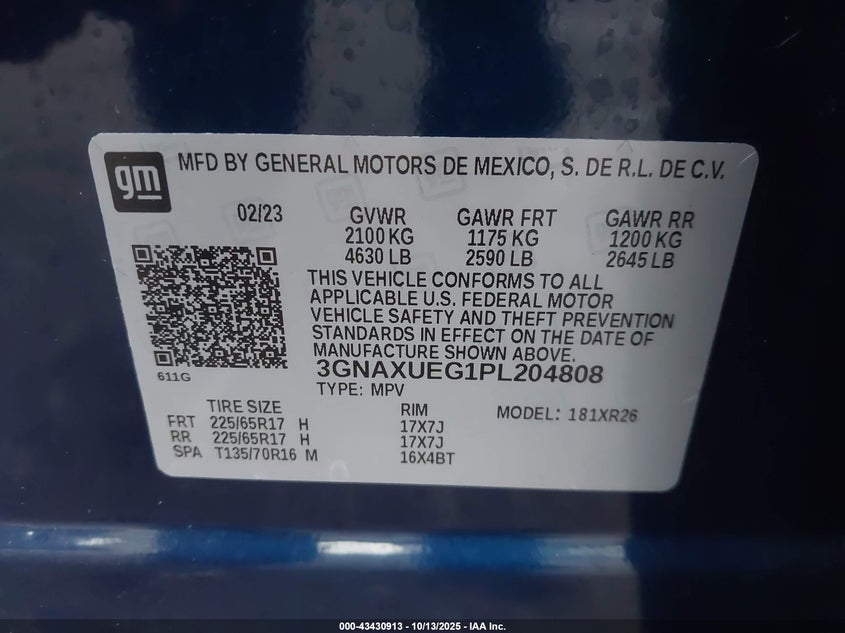 gm
MFD BY GENERAL MOTORS DE MEXICO, S. DE R.L. DE C.V.
02/23 GVWR GAWR FRT GAWR RR
2100 KG 1175 KG 1200 KG
4630 LB 2590 LB 2645 LB
THIS VEHICLE CONFORMS TO ALL
APPLICABLE U.S. FEDERAL MOTOR
VEHICLE SAFETY AND THEFT PREVENTION
STANDARDS IN EFFECT ON THE DATE OF
MANUFACTURE SHOWN ABOVE.
611G
3GNAXUEG1PL204808
TYPE: MPV
TIRE SIZE RIM MODEL: 181XR26
FRT 225/65R17 H 17X7J
RR 225/65R17 H 17X7J
SPA T135/70R16 M 16X4BT
000-43430913 - 10/13/2025 - IAA Inc.